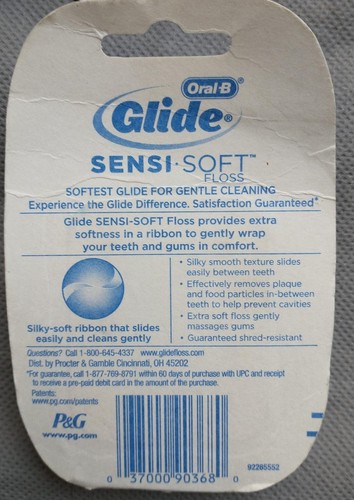 Oral-B®
Glide®
SENSI·SOFT™
FLOSS
SOFTEST GLIDE FOR GENTLE CLEANING
Experience the Glide Difference. Satisfaction Guaranteed*
Glide SENSI-SOFT Floss provides extra
softness in a ribbon to gently wrap
your teeth and gums in comfort.
Silky-soft ribbon that slides
easily and cleans gently
• Silky smooth texture slides
easily between teeth
• Effectively removes plaque
and food particles in-between
teeth to help prevent cavities
• Extra soft floss gently
massages gums
• Guaranteed shred-resistant
Questions? Call 1-800-645-4337 www.glidefloss.com
Dist. by Procter & Gamble Cincinnati, OH 45202
*For guarantee, call 1-877-769-8791 within 60 days of purchase with UPC and receipt
to receive a pre-paid debit card in the amount of the purchase.
Patents:
www.pg.com/patents
P&G
www.pg.com
0 37000 90368 0
92285552